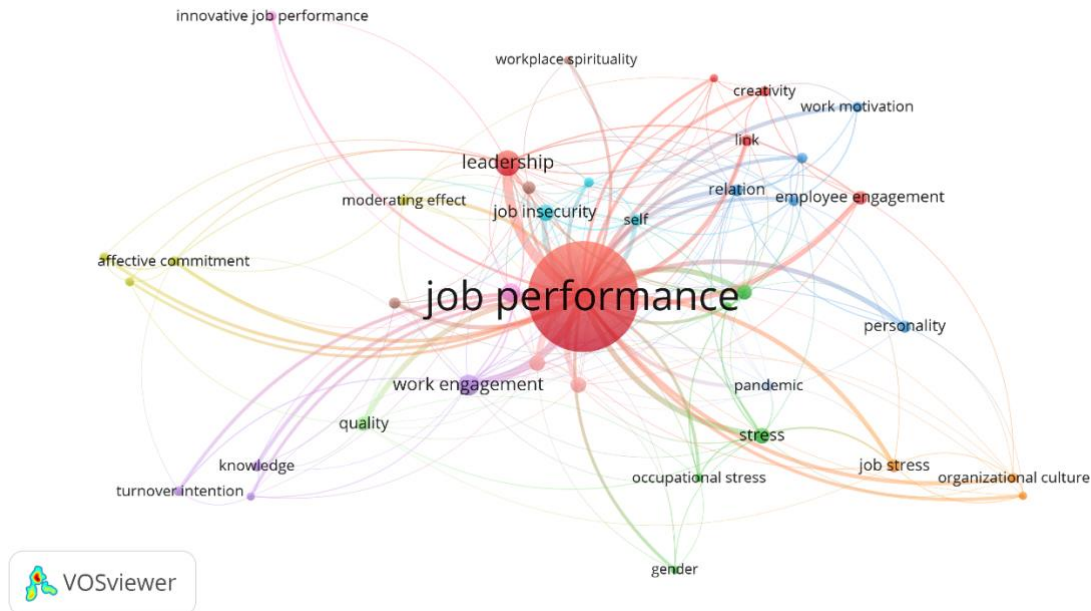 innovative job performance
workplace spirituality
creativity
work motivation
link
leadership
relation
employee engagement
moderating effect
job insecurity
self
affective commitment
job performance
personality
work engagement
pandemic
quality
stress
knowledge
job stress
turnover intention
occupational stress
organizational culture
gender
VOSviewer